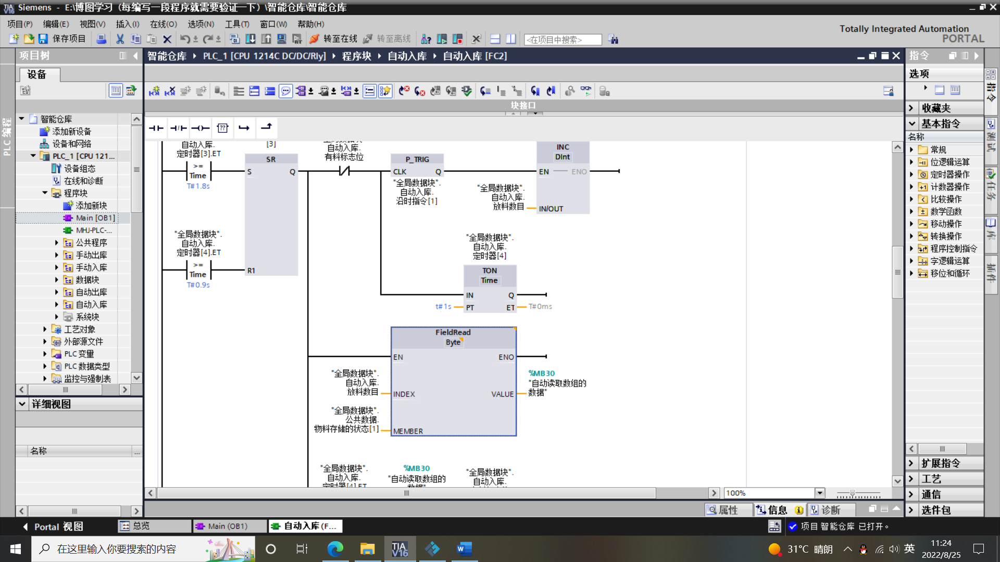 Siemens - E:\博图学习（每编写一段程序就需要验证一下）\智能仓库\智能仓库
项目(P) 编辑(E) 视图(V) 插入(I) 在线(O) 选项(N) 工具(T) 窗口(W) 帮助(H)
Totally Integrated Automation
PORTAL
保存项目 转至在线 转至离线 <在项目中搜索>
项目树
智能仓库 PLC_1 [CPU 1214C DC/DC/Rly] 程序块 自动入库 自动入库 [FC2]
指令
设备
选项
块接口
PLC 编程
智能仓库
添加新设备
设备和网络
PLC_1 [CPU 121...
设备组态
在线和诊断
程序块
添加新块
Main [OB1]
MHJ-PLC-...
公共程序
手动出库
手动入库
数据块
自动出库
自动入库
系统块
工艺对象
外部源文件
PLC 变量
PLC 数据类型
监控与强制表
详细视图
名称
...
自动入库.
定时器[3].ET
>=
Time
T#1.8s
[3]
SR
S Q
R1
"全局数据块".
自动入库.
定时器[4].ET
>=
Time
T#0.9s
自动入库.
有料标志位
P_TRIG
CLK Q
"全局数据块".
自动入库.
沿时指令[1]
INC
DInt
EN ENO
IN/OUT
"全局数据块".
自动入库.
放料数目
"全局数据块".
自动入库.
定时器[4]
TON
Time
IN Q
t#1s PT ET T#0ms
FieldRead
Byte
EN ENO
"全局数据块".
自动入库.
放料数目
INDEX VALUE
%MB30
"自动读取数组的
数据"
"全局数据块".
公共数据.
物料存储的状态[1]
MEMBER
"全局数据块".
自动入库.
定时器[4].ET
%MB30
"自动读取数组的
数据"
"全局数据块".
自动入库.
100%
收藏夹
基本指令
名称
常规
位逻辑运算
定时器操作
计数器操作
比较操作
数学函数
移动操作
转换操作
程序控制指令
字逻辑运算
移位和循环
扩展指令
工艺
通信
选件包
指令
测试
任务
库
插件
属性 信息 诊断
Portal 视图 总览 Main (OB1) 自动入库 (F...
项目 智能仓库 已打开。
在这里输入你要搜索的内容
TIA
V16
31°C 晴朗
英
11:24
2022/8/25